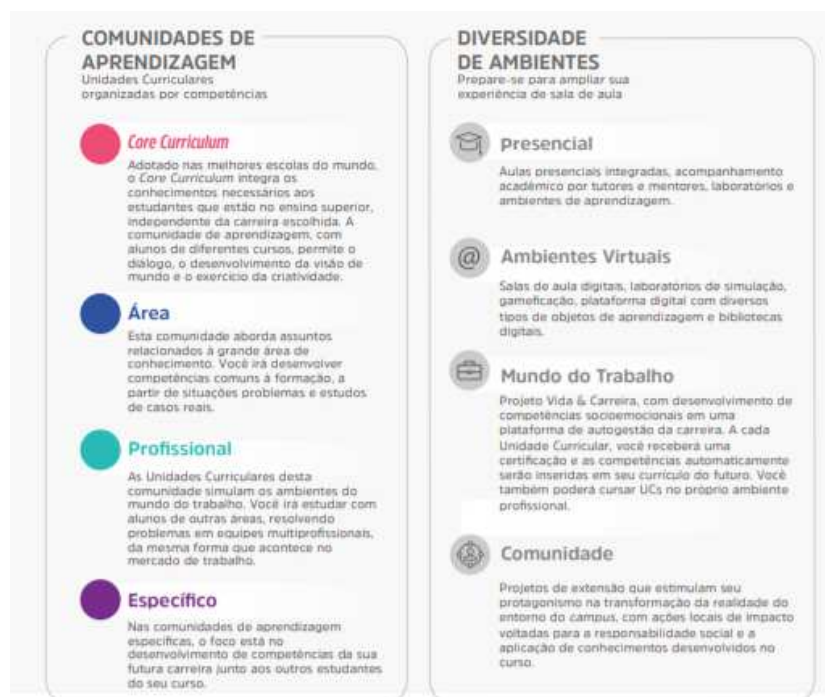 COMUNIDADES DE
APRENDIZAGEM
Unidades Curriculares
organizadas por competências
Core Curriculum
Adotado nas melhores escolas do mundo,
o Core Curriculum integra os
conhecimentos necessários aos
estudantes que estão no ensino superior,
independente da carreira escolhida. A
comunidade de aprendizagem, com
alunos de diferentes cursos, permite o
diálogo, o desenvolvimento da visão de
mundo e o exercício da criatividade.
Área
Esta comunidade aborda assuntos
relacionados à grande área de
conhecimento. Você irá desenvolver
competências comuns à formação, a
partir de situações problemas e estudos
de casos reais.
Profissional
As Unidades Curriculares desta
comunidade simulam os ambientes do
mundo do trabalho. Você irá estudar com
alunos de outras áreas, resolvendo
problemas em equipes multiprofissionais,
da mesma forma que acontece no
mercado de trabalho.
Específico
Nas comunidades de aprendizagem
específicas, o foco está no
desenvolvimento de competências da sua
futura carreira junto aos outros estudantes
do seu curso.
DIVERSIDADE
DE AMBIENTES
Prepare-se para ampliar sua
experiência de sala de aula
Presencial
Aulas presenciais integradas, acompanhamento
acadêmico por tutores e mentores, laboratórios e
ambientes de aprendizagem.
@ Ambientes Virtuais
Salas de aula digitais, laboratórios de simulação,
gameficação, plataforma digital com diversos
tipos de objetos de aprendizagem e bibliotecas
digitais.
Mundo do Trabalho
Projeto Vida & Carreira, com desenvolvimento de
competências socioemocionais em uma
plataforma de autogestão da carreira. A cada
Unidade Curricular, você receberá uma
certificação e as competências automaticamente
serão inseridas em seu currículo do futuro. Você
também poderá cursar UCs no próprio ambiente
profissional.
Comunidade
Projetos de extensão que estimulam seu
protagonismo na transformação da realidade do
entorno do campus, com ações locais de impacto
voltadas para a responsabilidade social e a
aplicação de conhecimentos desenvolvidos no
curso.